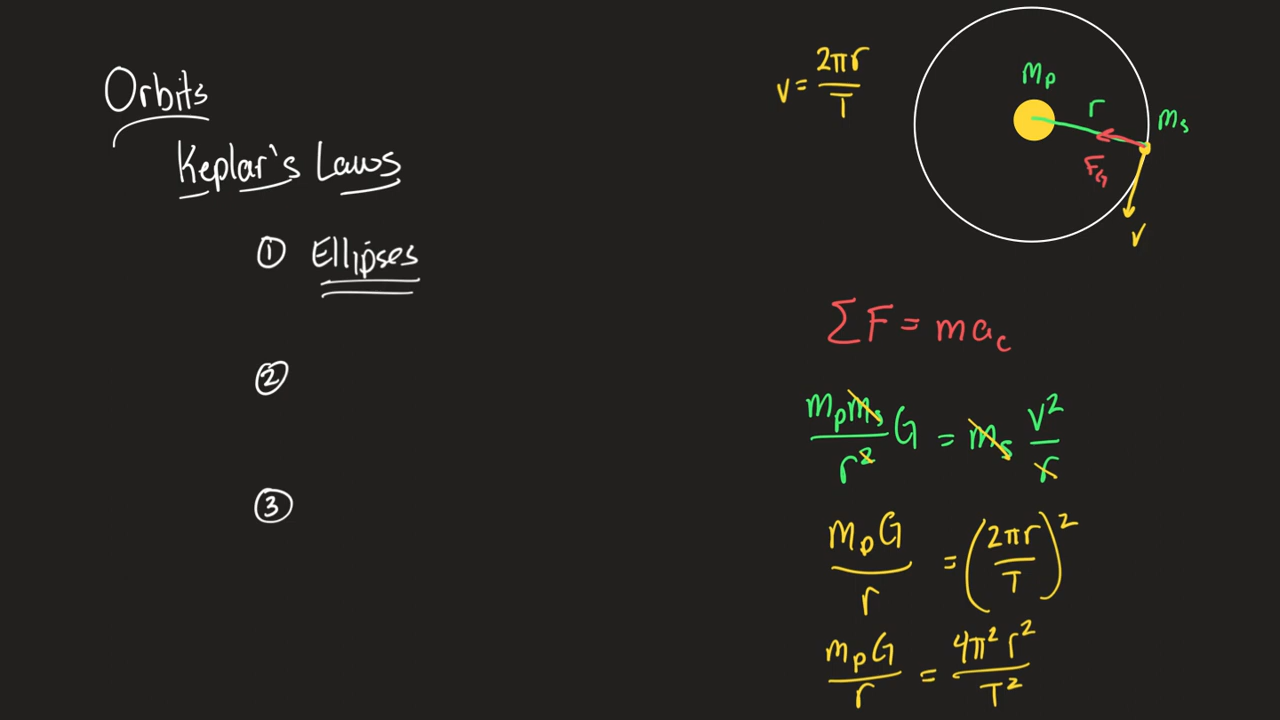 Orbits
Keplar's Laws
① Ellipses
②
③
v = 2πr/T
mp
r
ms
FG
v
ΣF = mac
mpms/r² G = ms v²/r
mpG/r = (2πr/T)²
mpG/r = 4π²r²/T²